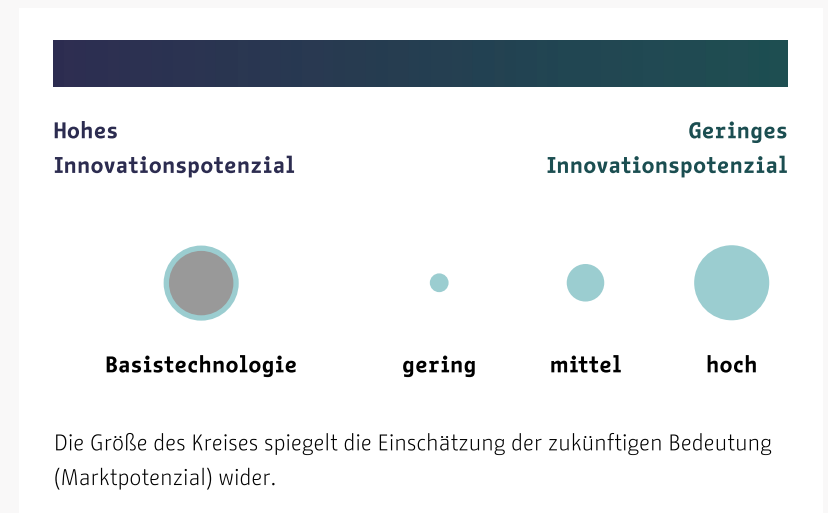 Hohes
Innovationspotenzial
Geringes
Innovationspotenzial
Basistechnologie
gering
mittel
hoch
Die Größe des Kreises spiegelt die Einschätzung der zukünftigen Bedeutung
(Marktpotenzial) wider.